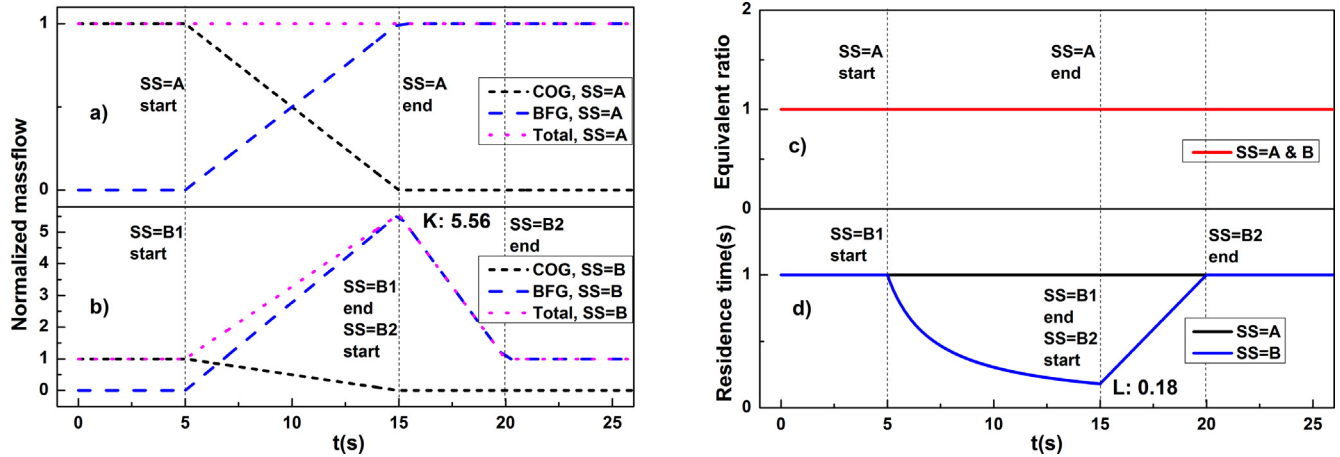 Normalized massflow
1
0
a)
SS=A
start
SS=A
end
COG, SS=A
BFG, SS=A
Total, SS=A
5
4
3
2
1
0
b)
SS=B1
start
K: 5.56
SS=B2
end
SS=B1
end
SS=B2
start
COG, SS=B
BFG, SS=B
Total, SS=B
0 5 10 15 20 25
t(s)
Equivalent ratio
2
1
0
SS=A
start
SS=A
end
c)
SS=A & B
Residence time(s)
1
0
SS=B1
start
SS=B2
end
d)
SS=B1
end
SS=B2
start
SS=A
SS=B
L: 0.18
0 5 10 15 20 25
t(s)